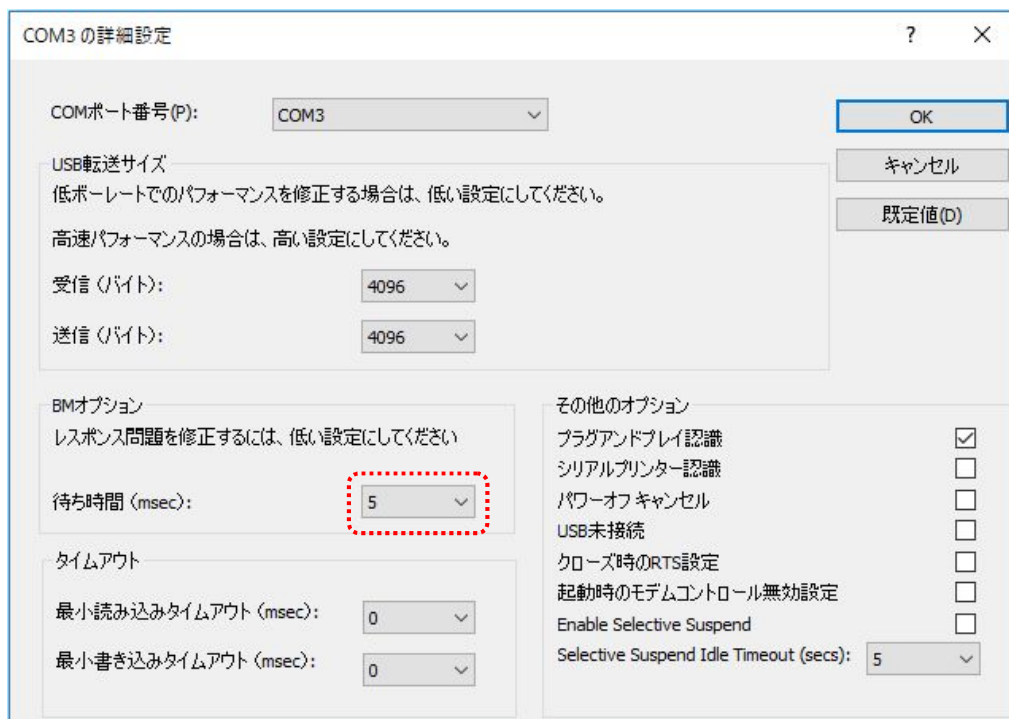 COM3 の詳細設定
?
COMポート番号(P):
COM3
OK
キャンセル
既定値(D)
USB転送サイズ
低ボーレートでのパフォーマンスを修正する場合は、低い設定にしてください。
高速パフォーマンスの場合は、高い設定にしてください。
受信 (バイト):
4096
送信 (バイト):
4096
BMオプション
レスポンス問題を修正するには、低い設定にしてください
待ち時間 (msec):
5
タイムアウト
最小読み込みタイムアウト (msec):
0
最小書き込みタイムアウト (msec):
0
その他のオプション
プラグアンドプレイ認識
シリアルプリンター認識
パワーオフ キャンセル
USB未接続
クローズ時のRTS設定
起動時のモデムコントロール無効設定
Enable Selective Suspend
Selective Suspend Idle Timeout (secs):
5